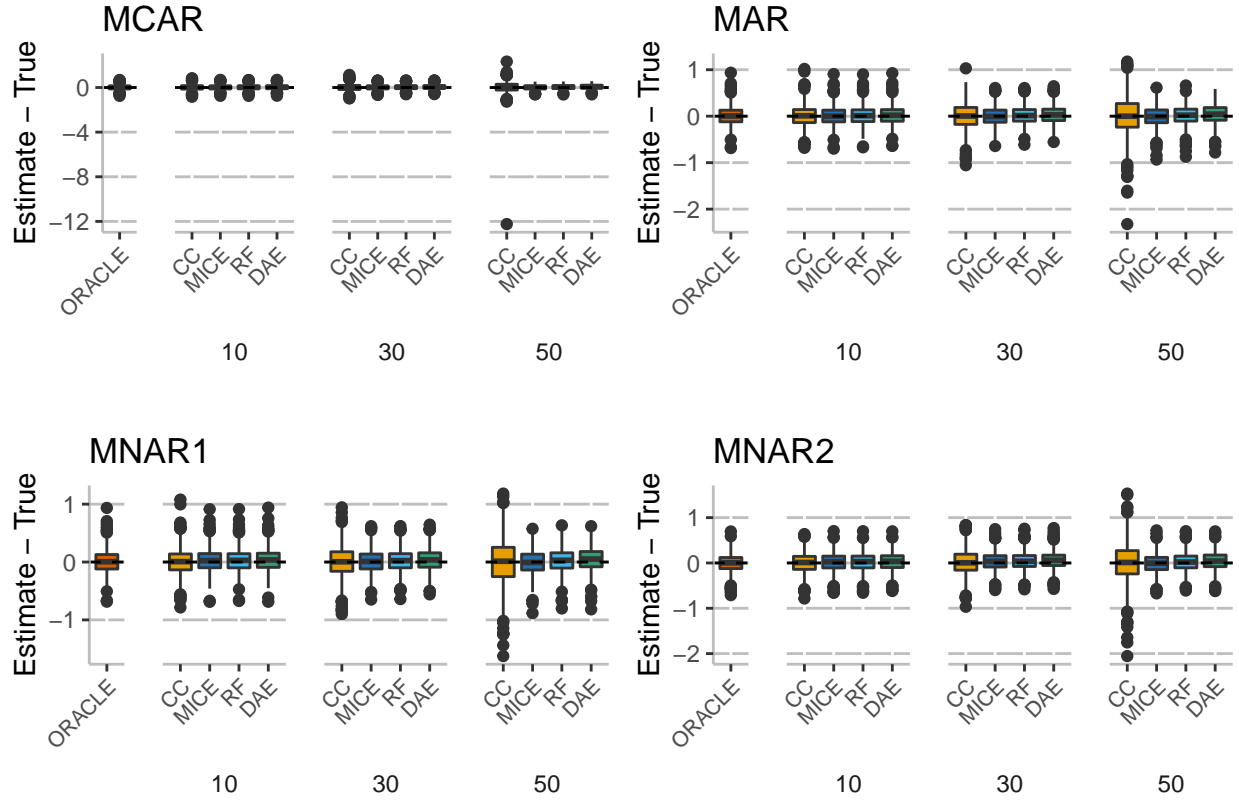 MCAR
Estimate − True
0
−4
−8
−12
ORACLE
CC
MICE
RF
DAE
CC
MICE
RF
DAE
CC
MICE
RF
DAE
10
30
50
MAR
Estimate − True
1
0
−1
−2
ORACLE
CC
MICE
RF
DAE
CC
MICE
RF
DAE
CC
MICE
RF
DAE
10
30
50
MNAR1
Estimate − True
1
0
−1
ORACLE
CC
MICE
RF
DAE
CC
MICE
RF
DAE
CC
MICE
RF
DAE
10
30
50
MNAR2
Estimate − True
1
0
−1
−2
ORACLE
CC
MICE
RF
DAE
CC
MICE
RF
DAE
CC
MICE
RF
DAE
10
30
50